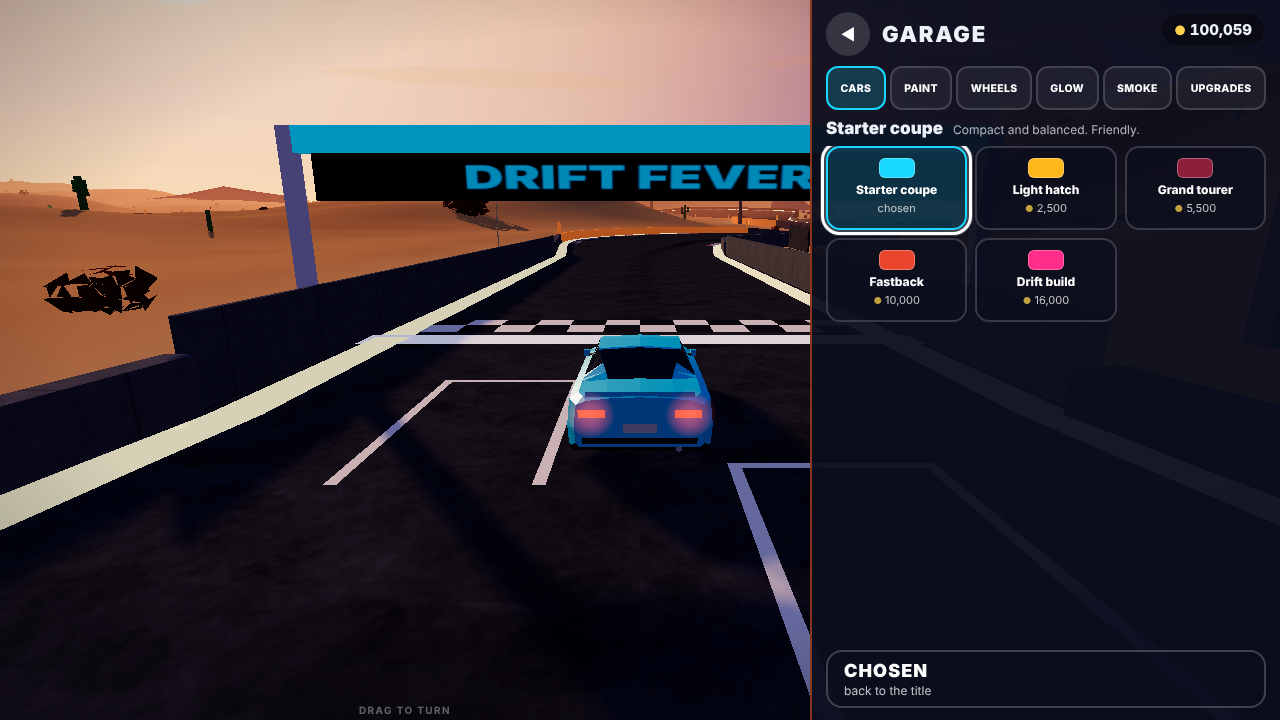 GARAGE
100,059
CARS
PAINT
WHEELS
GLOW
SMOKE
UPGRADES
Starter coupe Compact and balanced. Friendly.
Starter coupe
chosen
Light hatch
2,500
Grand tourer
5,500
Fastback
10,000
Drift build
16,000
DRIFT FEVER
CHOSEN
back to the title
DRAG TO TURN